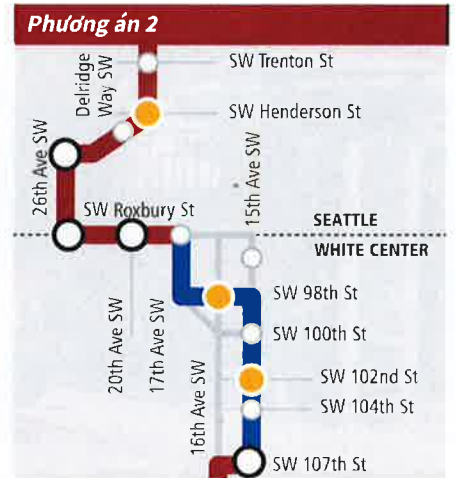 Phương án 2
SW Trenton St
Delridge
Way SW
SW Henderson St
26th Ave SW
15th Ave SW
SW Roxbury St
SEATTLE
WHITE CENTER
SW 98th St
20th Ave SW
17th Ave SW
SW 100th St
16th Ave SW
SW 102nd St
SW 104th St
SW 107th St